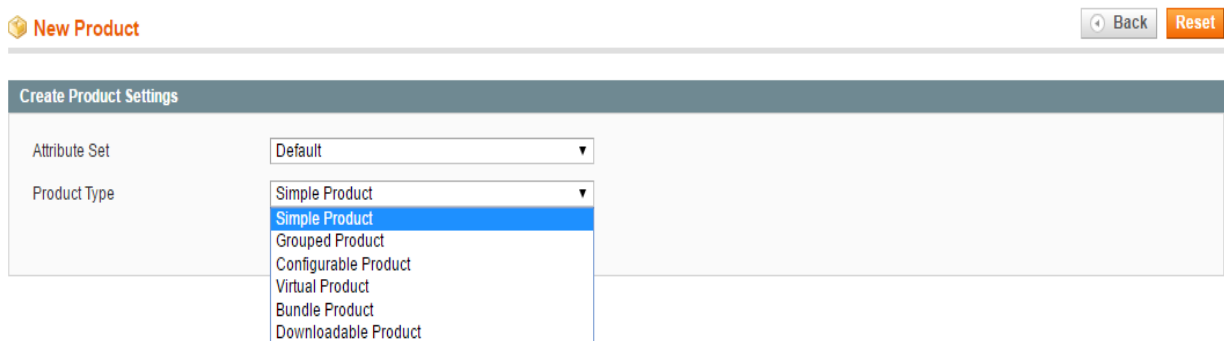 New Product
Back Reset
Create Product Settings
Attribute Set Default
Product Type Simple Product
Simple Product
Grouped Product
Configurable Product
Virtual Product
Bundle Product
Downloadable Product